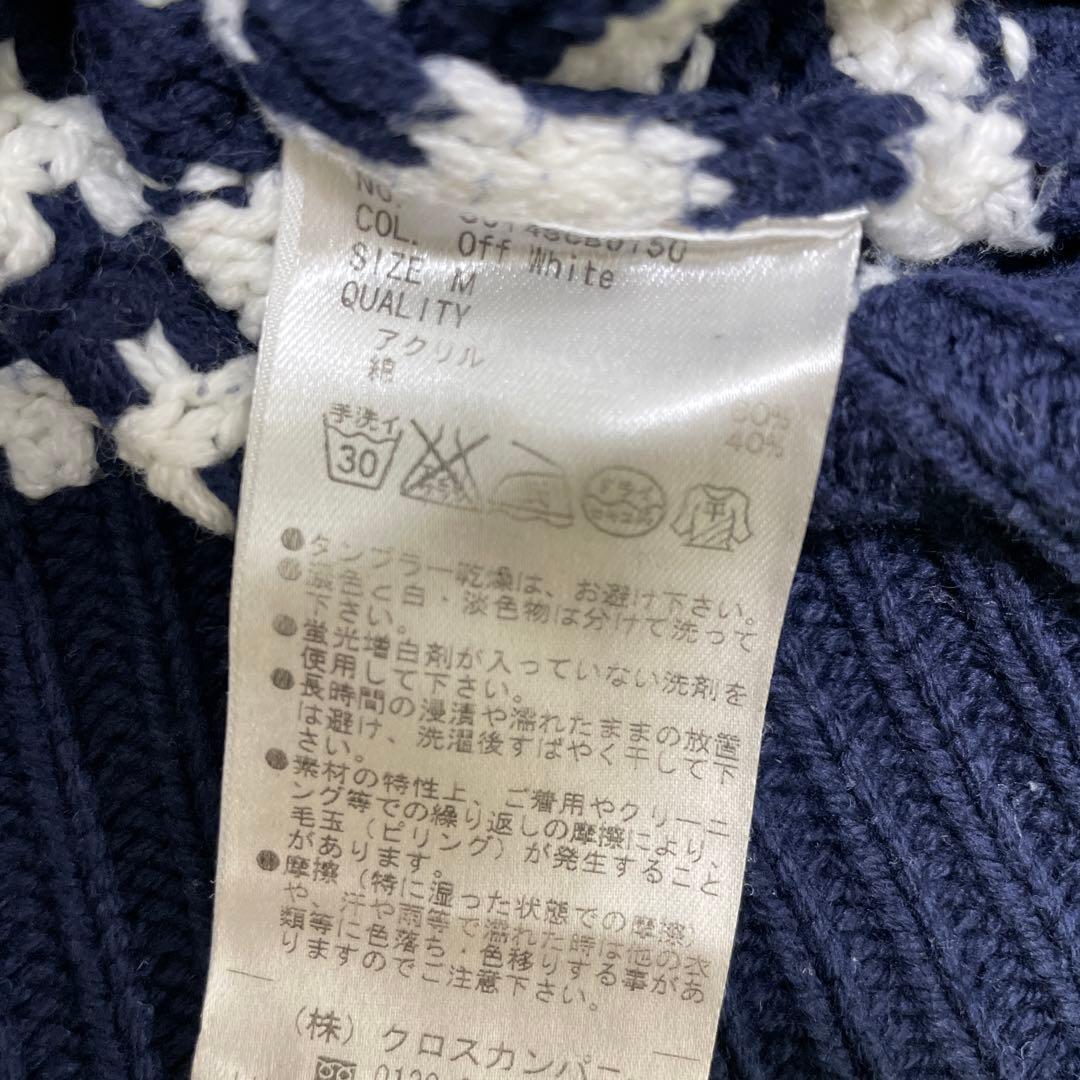 NO.
COL. Off White
SIZE M
QUALITY
アクリル
綿 40%
手洗イ
30
ドライ
平
●タンブラー乾燥は、お避け下さい。
●濃色と白・淡色物は分けて洗って
下さい。
●蛍光増白剤が入っていない洗剤を
使用して下さい。
●長時間の浸漬や濡れたままの放置
は避け、洗濯後すばやく干して下
さい。
●素材の特性上、ご着用やクリーニ
ング等での繰り返しの摩擦により、
毛玉(ピリング)が発生すること
があります。
●摩擦(特に湿った状態での摩擦)
や、汗や雨等で濡れた時は他の衣
類等に色落ち・色移りする事があ
りますのでご注意下さい。
(株)クロスカンパ
0120